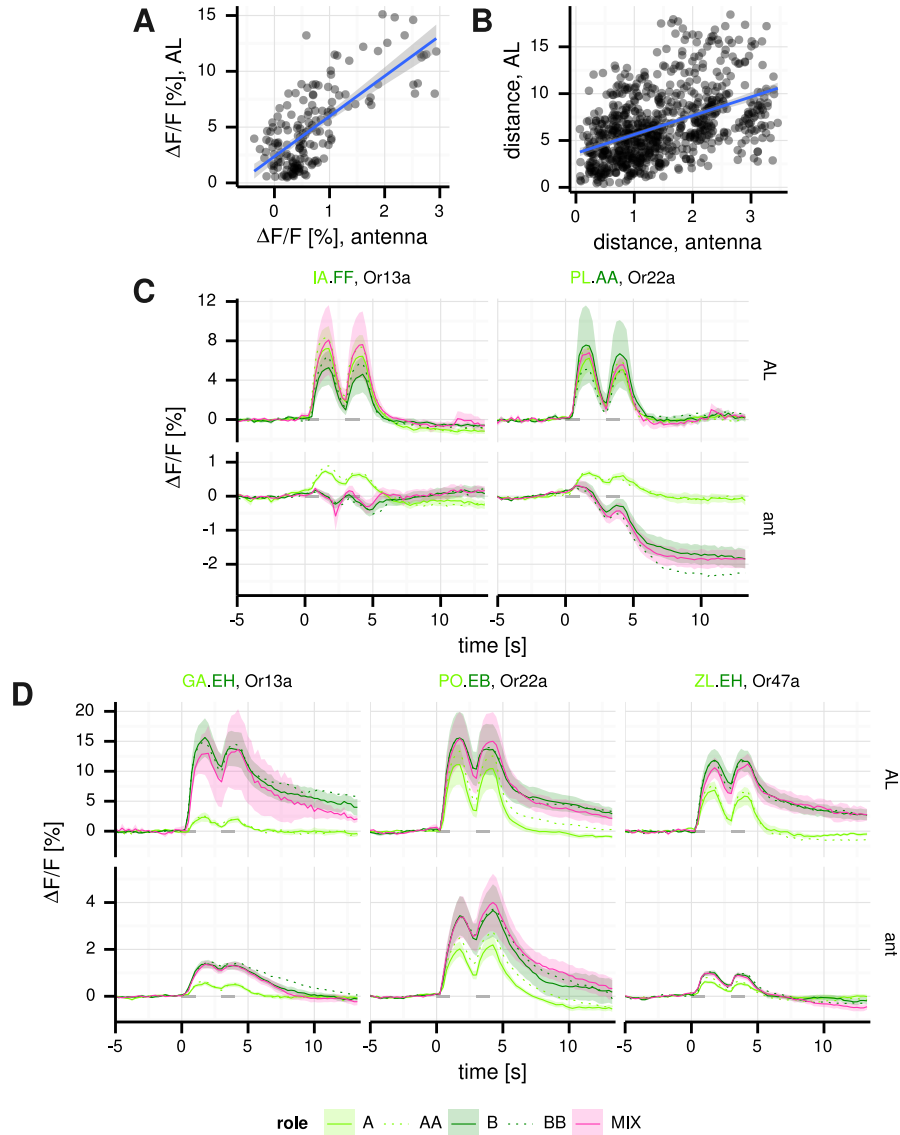 A
B
15
10
5
0
ΔF/F [%], AL
0
1
2
3
ΔF/F [%], antenna
15
10
5
0
distance, AL
0
1
2
3
distance, antenna
C
IA.FF, Or13a
PL.AA, Or22a
12
8
4
0
AL
ΔF/F [%]
1
0
-1
-2
ant
-5
0
5
10
-5
0
5
10
time [s]
D
GA.EH, Or13a
PO.EB, Or22a
ZL.EH, Or47a
20
15
10
5
0
AL
ΔF/F [%]
4
2
0
ant
-5
0
5
10
-5
0
5
10
-5
0
5
10
time [s]
role A AA B BB MIX